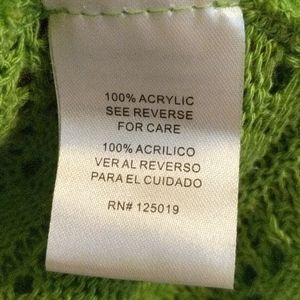 100% ACRYLIC
SEE REVERSE
FOR CARE
100% ACRILICO
VER AL REVERSO
PARA EL CUIDADO
RN# 125019